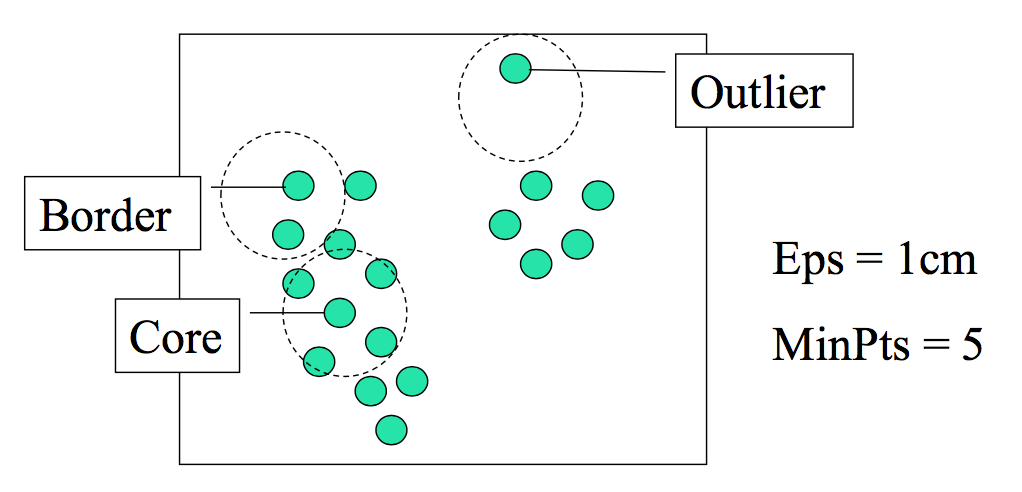 Outlier
Border
Eps = 1cm
Core
MinPts = 5